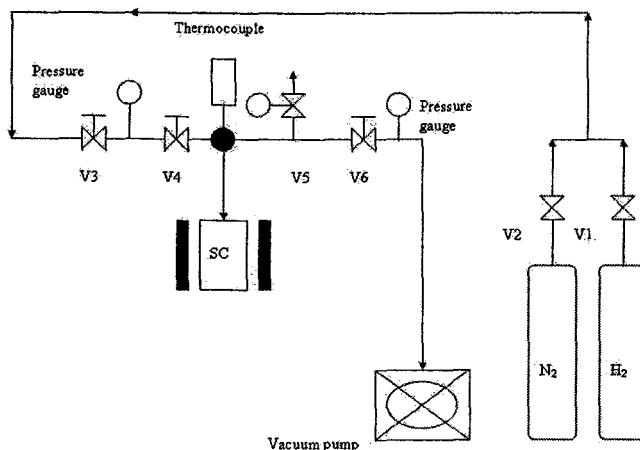 Thermocouple
Pressure
gauge
Pressure
gauge
V3
V4
V5
V6
SC
V2
V1
N₂
H₂
Vacuum pump